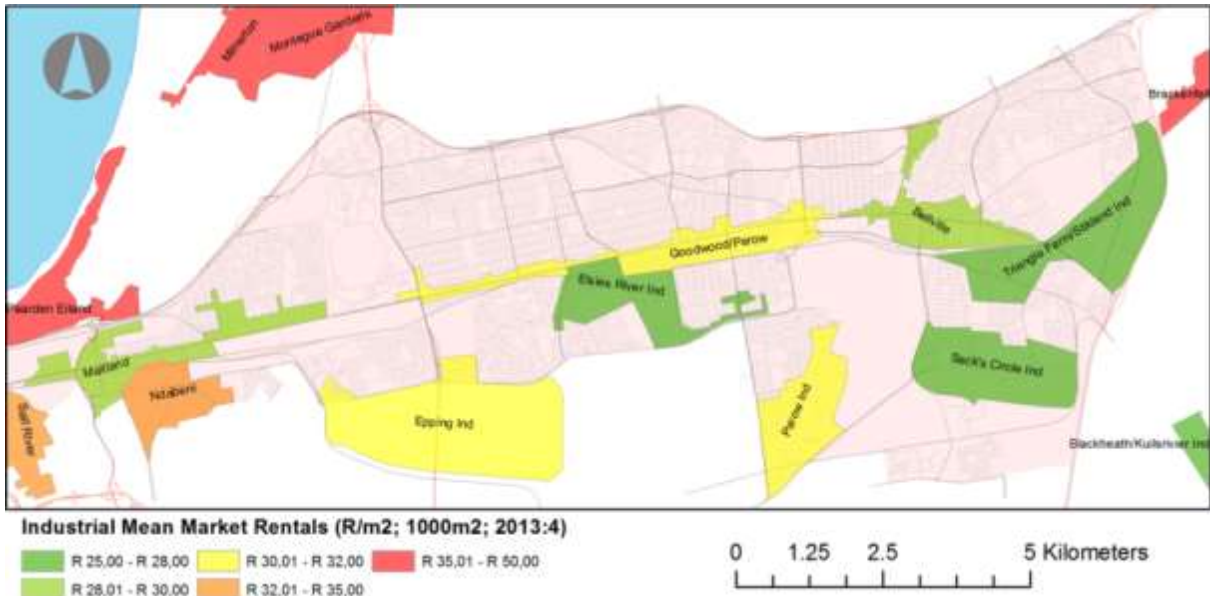 Milnerton
Montague Gardens
Brackenfell
Bellville
Triangle Farm/Stikland Ind
Goodwood/Parow
Elsies River Ind
Paarden Eiland
Maitland
Ndabeni
Sack's Circle Ind
Salt River
Epping Ind
Parow Ind
Blackheath/Kuilsriver Ind
Industrial Mean Market Rentals (R/m2; 1000m2; 2013:4)
R 25,00 - R 28,00
R 30,01 - R 32,00
R 35,01 - R 50,00
R 28,01 - R 30,00
R 32,01 - R 35,00
0 1.25 2.5 5 Kilometers